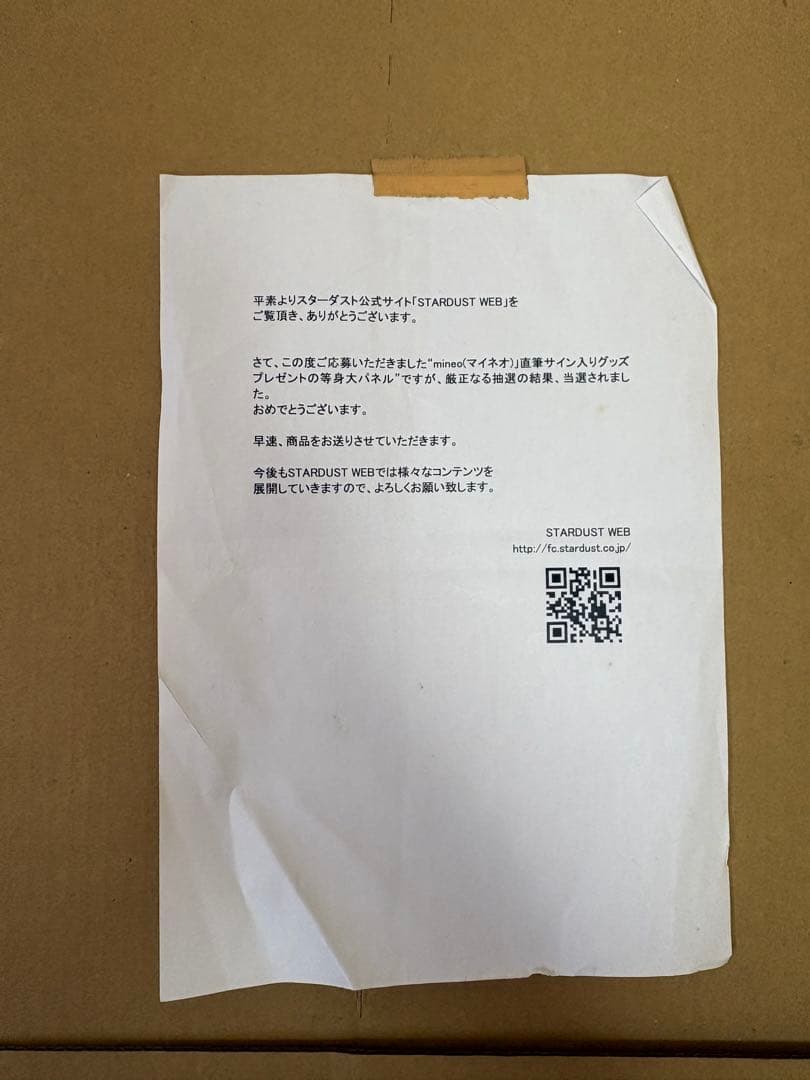 平素よりスターダスト公式サイト「STARDUST WEB」を
ご覧頂き、ありがとうございます。
さて、この度ご応募いただきました“mineo(マイネオ)」直筆サイン入りグッズ
プレゼントの等身大パネル”ですが、厳正なる抽選の結果、当選されまし
た。
おめでとうございます。
早速、商品をお送りさせていただきます。
今後もSTARDUST WEBでは様々なコンテンツを
展開していきますので、よろしくお願い致します。
STARDUST WEB
http://fc.stardust.co.jp/